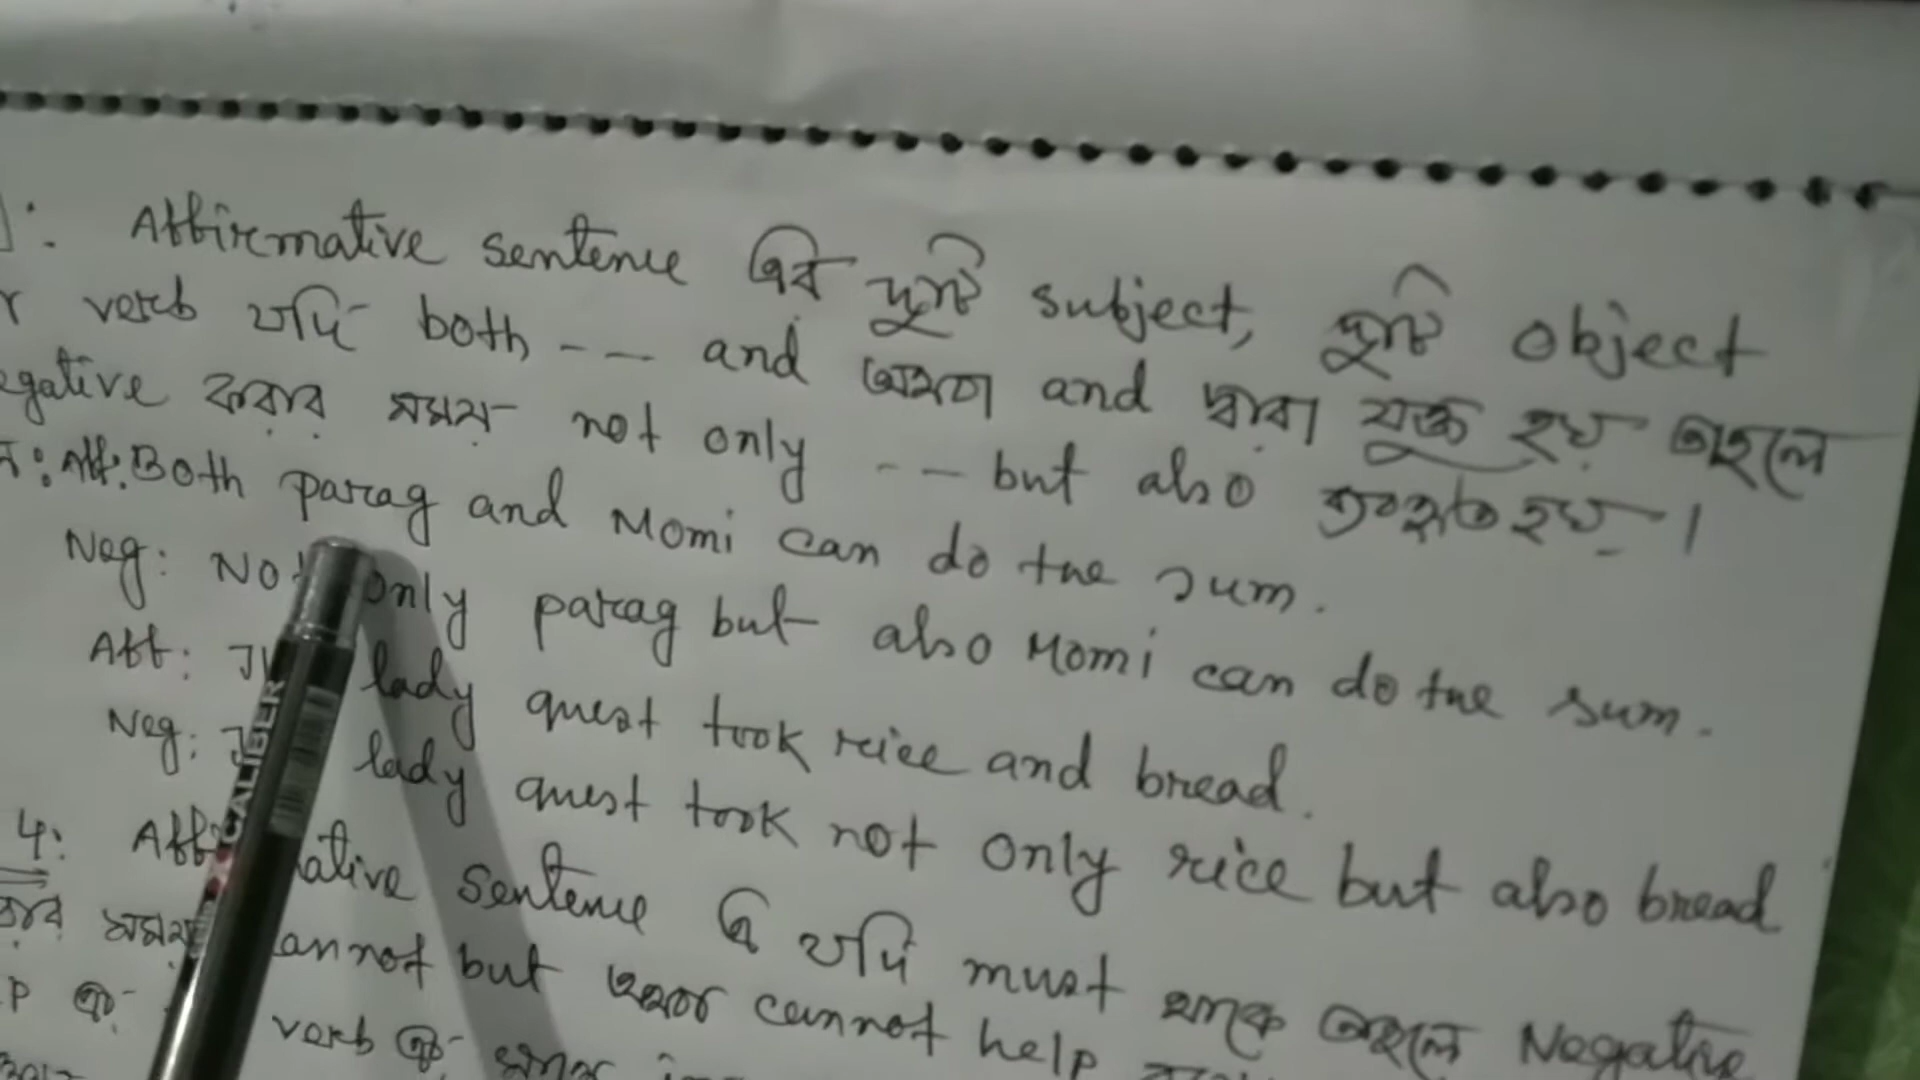 : Affirmative sentence এর দুটি subject, দুটি object
verb যদি both -- and অথবা and দ্বারা যুক্ত হয় তাহলে
egative করার সময় not only -- but also ব্যবহৃত হয়।
Aff: Both parag and Momi can do the sum.
Neg: Not only parag but also Momi can do the sum.
Aff: lady guest took rice and bread.
Neg: lady guest took not only rice but also bread
4: Affirmative sentence এ যদি must থাকে তাহলে Negative
করার সময় cannot but অথবা cannot help
verb এর
CALIBER